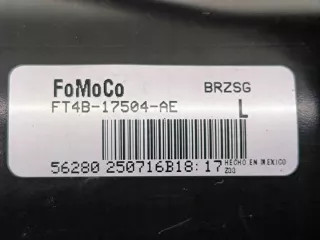 FoMoCo BRZSG
FT4B-17504-AE L
56280 250716B18:17 HECHO EN MEXICO